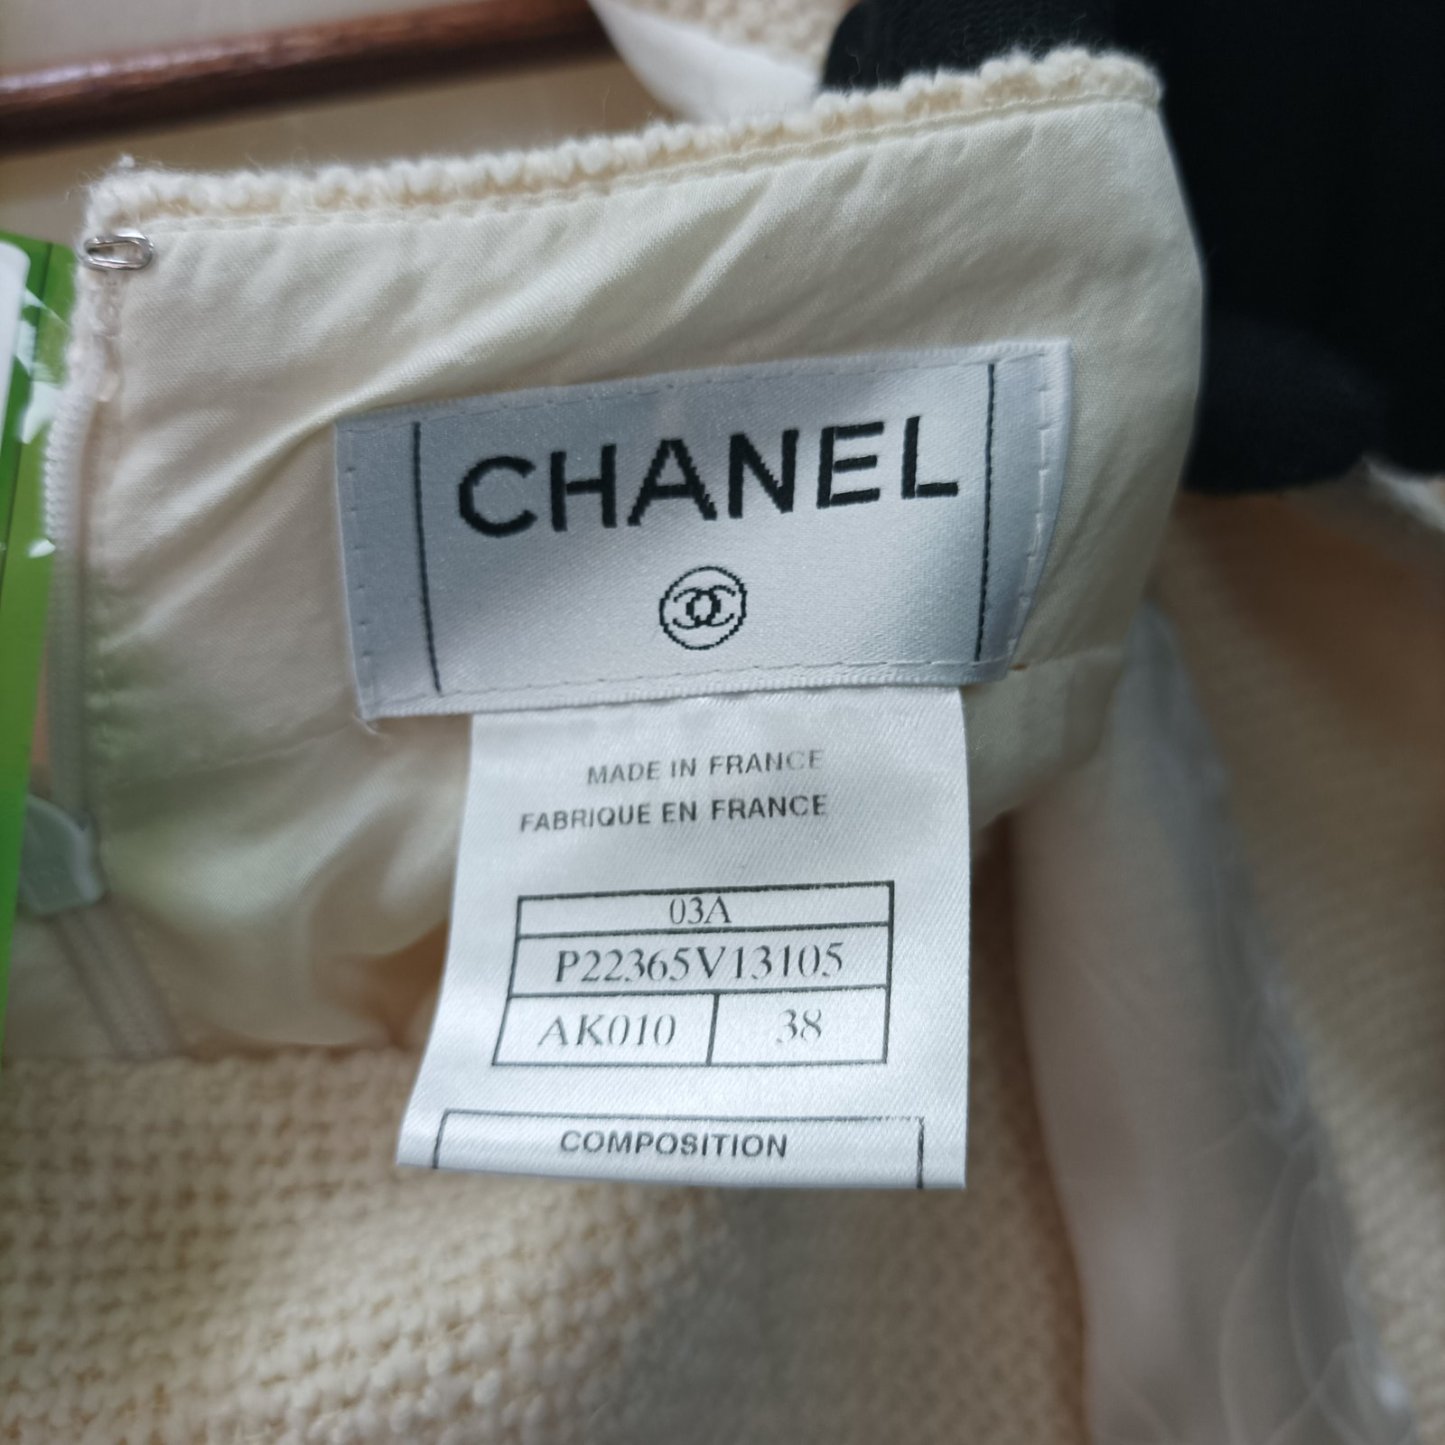 CHANEL
MADE IN FRANCE
FABRIQUE EN FRANCE
03A
P22365V13105
AK010 38
COMPOSITION